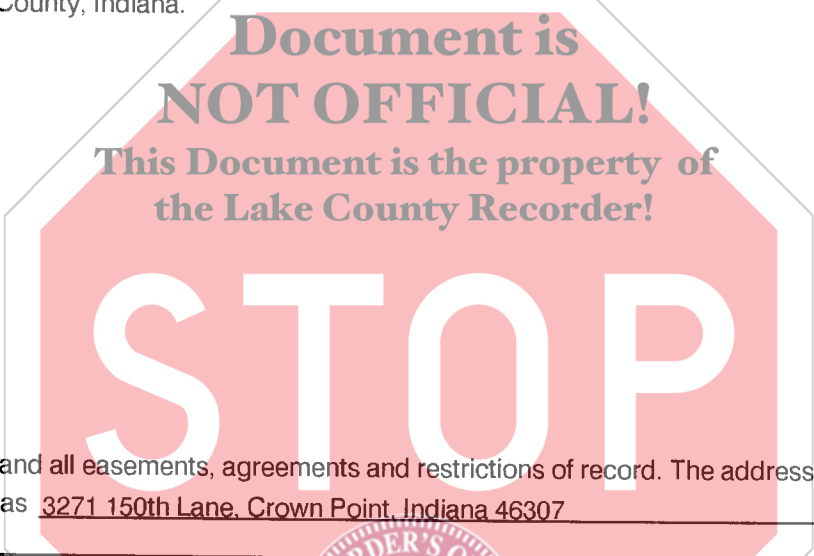 County, Indiana.
Document is
NOT OFFICIAL!
This Document is the property of
the Lake County Recorder!
STOP
and all easements, agreements and restrictions of record. The address
as 3271 150th Lane, Crown Point, Indiana 46307